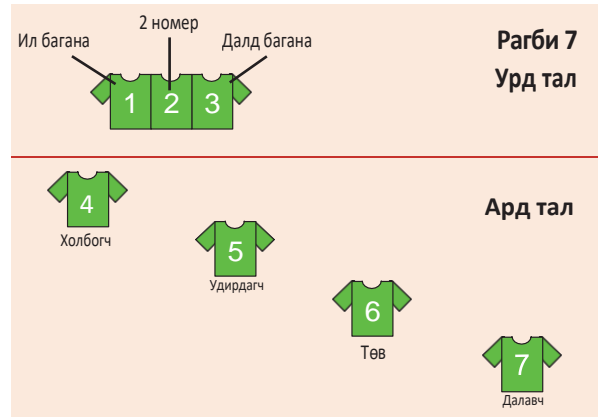 Рагби 7
Урд тал
2 номер
Ил багана
Далд багана
1 2 3
Ард тал
4
Холбогч
5
Удирдагч
6
Төв
7
Далавч